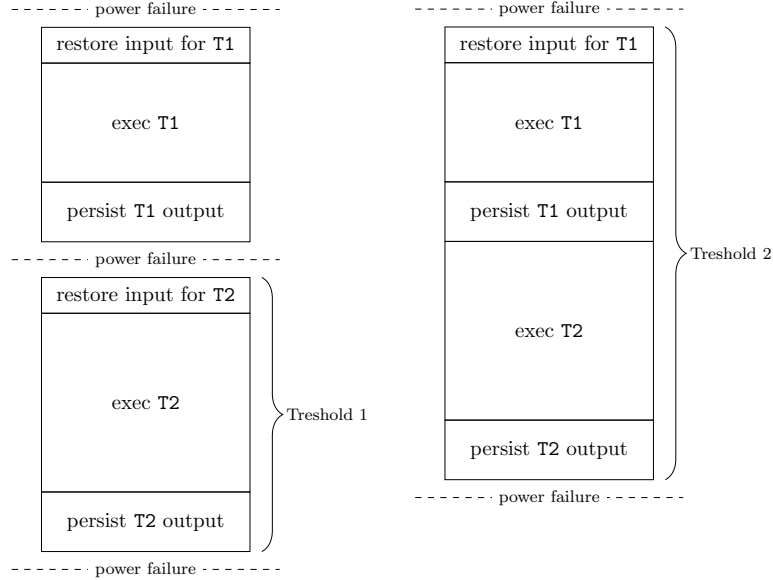 power failure
restore input for T1
exec T1
persist T1 output
power failure
restore input for T2
exec T2
persist T2 output
power failure
Treshold 1
power failure
restore input for T1
exec T1
persist T1 output
exec T2
persist T2 output
power failure
Treshold 2